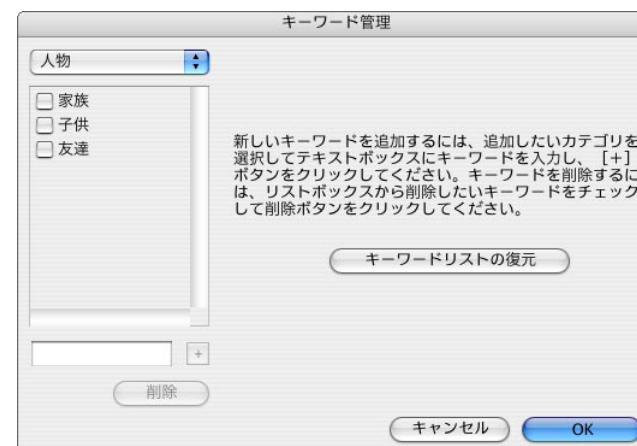 キーワード管理
人物
家族
子供
友達
新しいキーワードを追加するには、追加したいカテゴリを
選択してテキストボックスにキーワードを入力し、[+]
ボタンをクリックしてください。キーワードを削除するに
は、リストボックスから削除したいキーワードをチェック
して削除ボタンをクリックしてください。
キーワードリストの復元
+
削除
キャンセル
OK